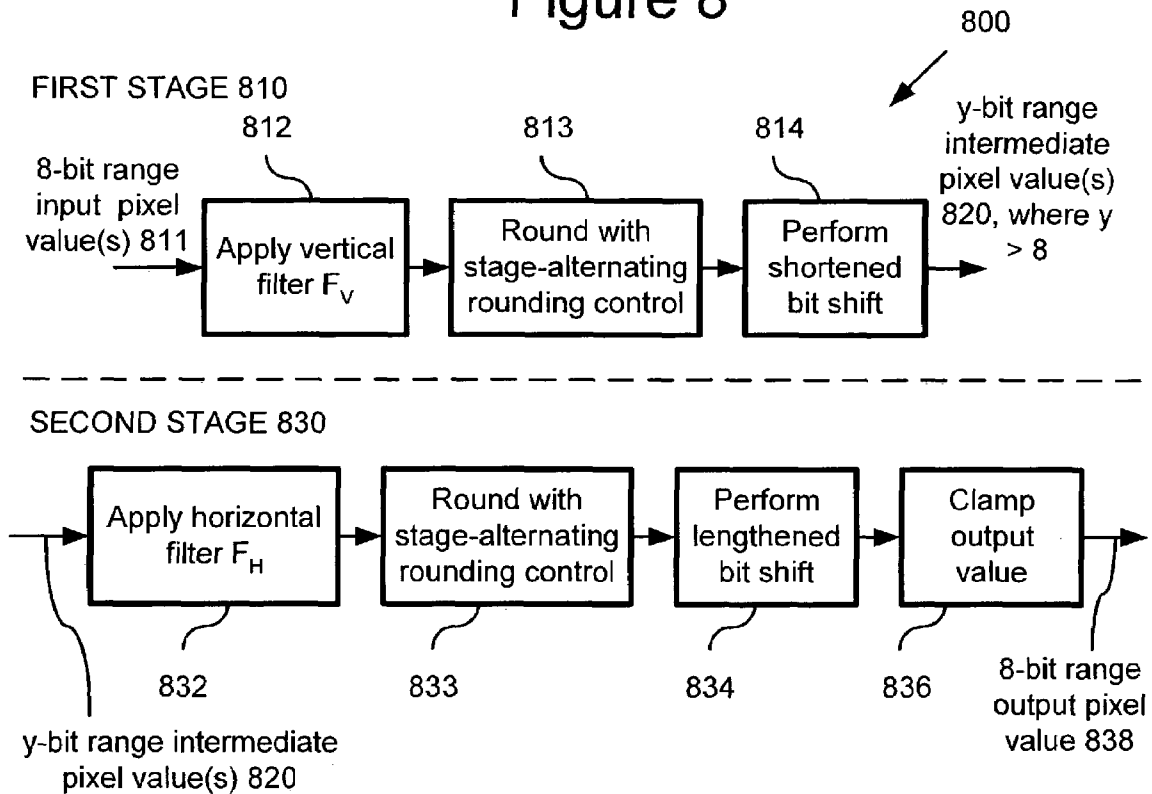 Figure 8
800
FIRST STAGE 810
812
813
814
8-bit range
input pixel
value(s) 811
Apply vertical
filter FV
Round with
stage-alternating
rounding control
Perform
shortened
bit shift
y-bit range
intermediate
pixel value(s)
820, where y
> 8
SECOND STAGE 830
Apply horizontal
filter FH
Round with
stage-alternating
rounding control
Perform
lengthened
bit shift
Clamp
output
value
832
833
834
836
y-bit range intermediate
pixel value(s) 820
8-bit range
output pixel
value 838